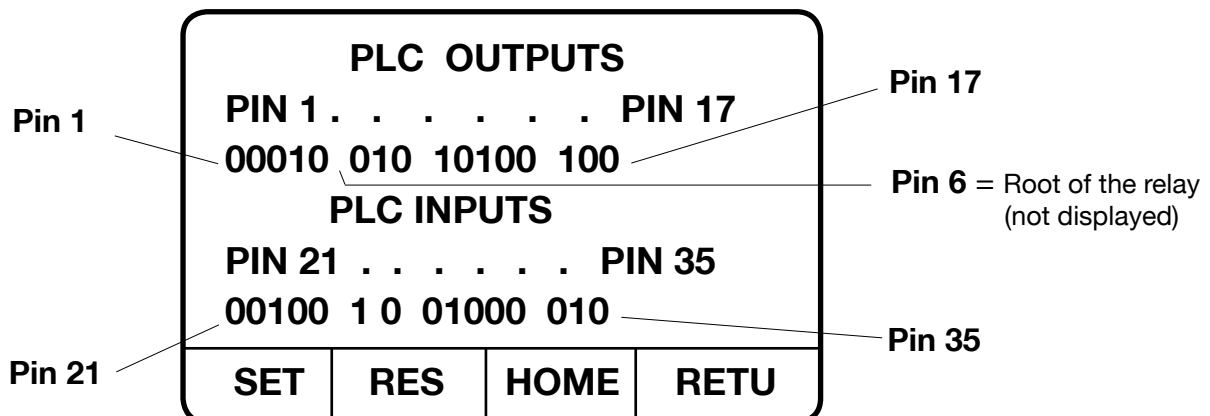 PLC OUTPUTS
PIN 1 . . . . . . . PIN 17
00010 010 10100 100
PLC INPUTS
PIN 21 . . . . . . PIN 35
00100 1 0 01000 010
SET RES HOME RETU
Pin 1
Pin 17
Pin 6 = Root of the relay
(not displayed)
Pin 21
Pin 35